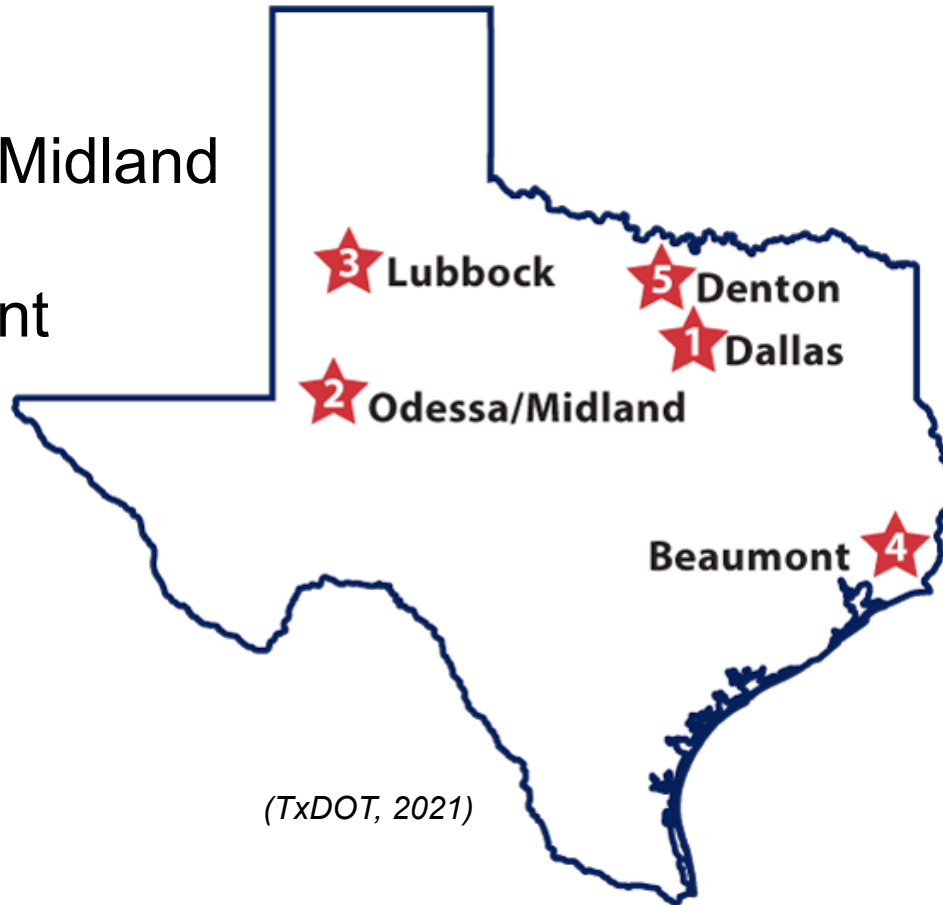 Midland
nt
3 Lubbock
5 Denton
1 Dallas
2 Odessa/Midland
Beaumont 4
(TxDOT, 2021)